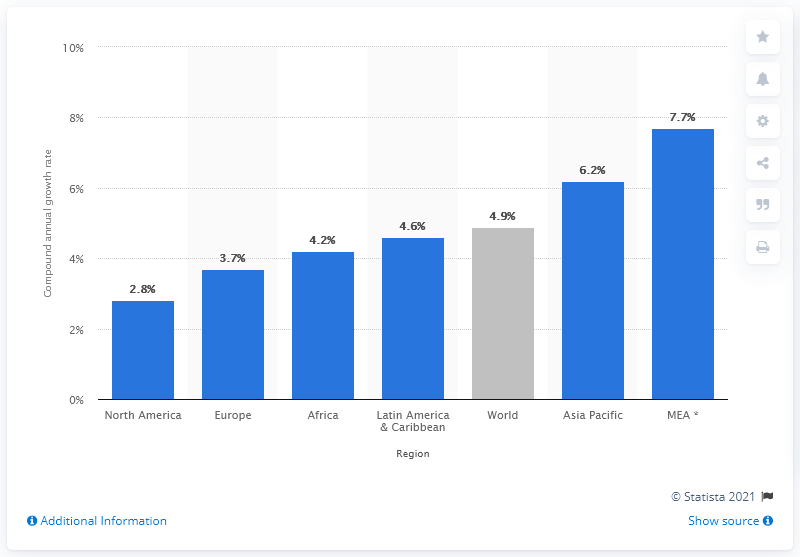 10%
8%
6%
4%
2%
0%
Compound annual growth rate
2.8%
3.7%
4.2%
4.6%
4.9%
6.2%
7.7%
North America
Europe
Africa
Latin America
& Caribbean
World
Asia Pacific
MEA *
Region
© Statista 2021
Additional Information
Show source